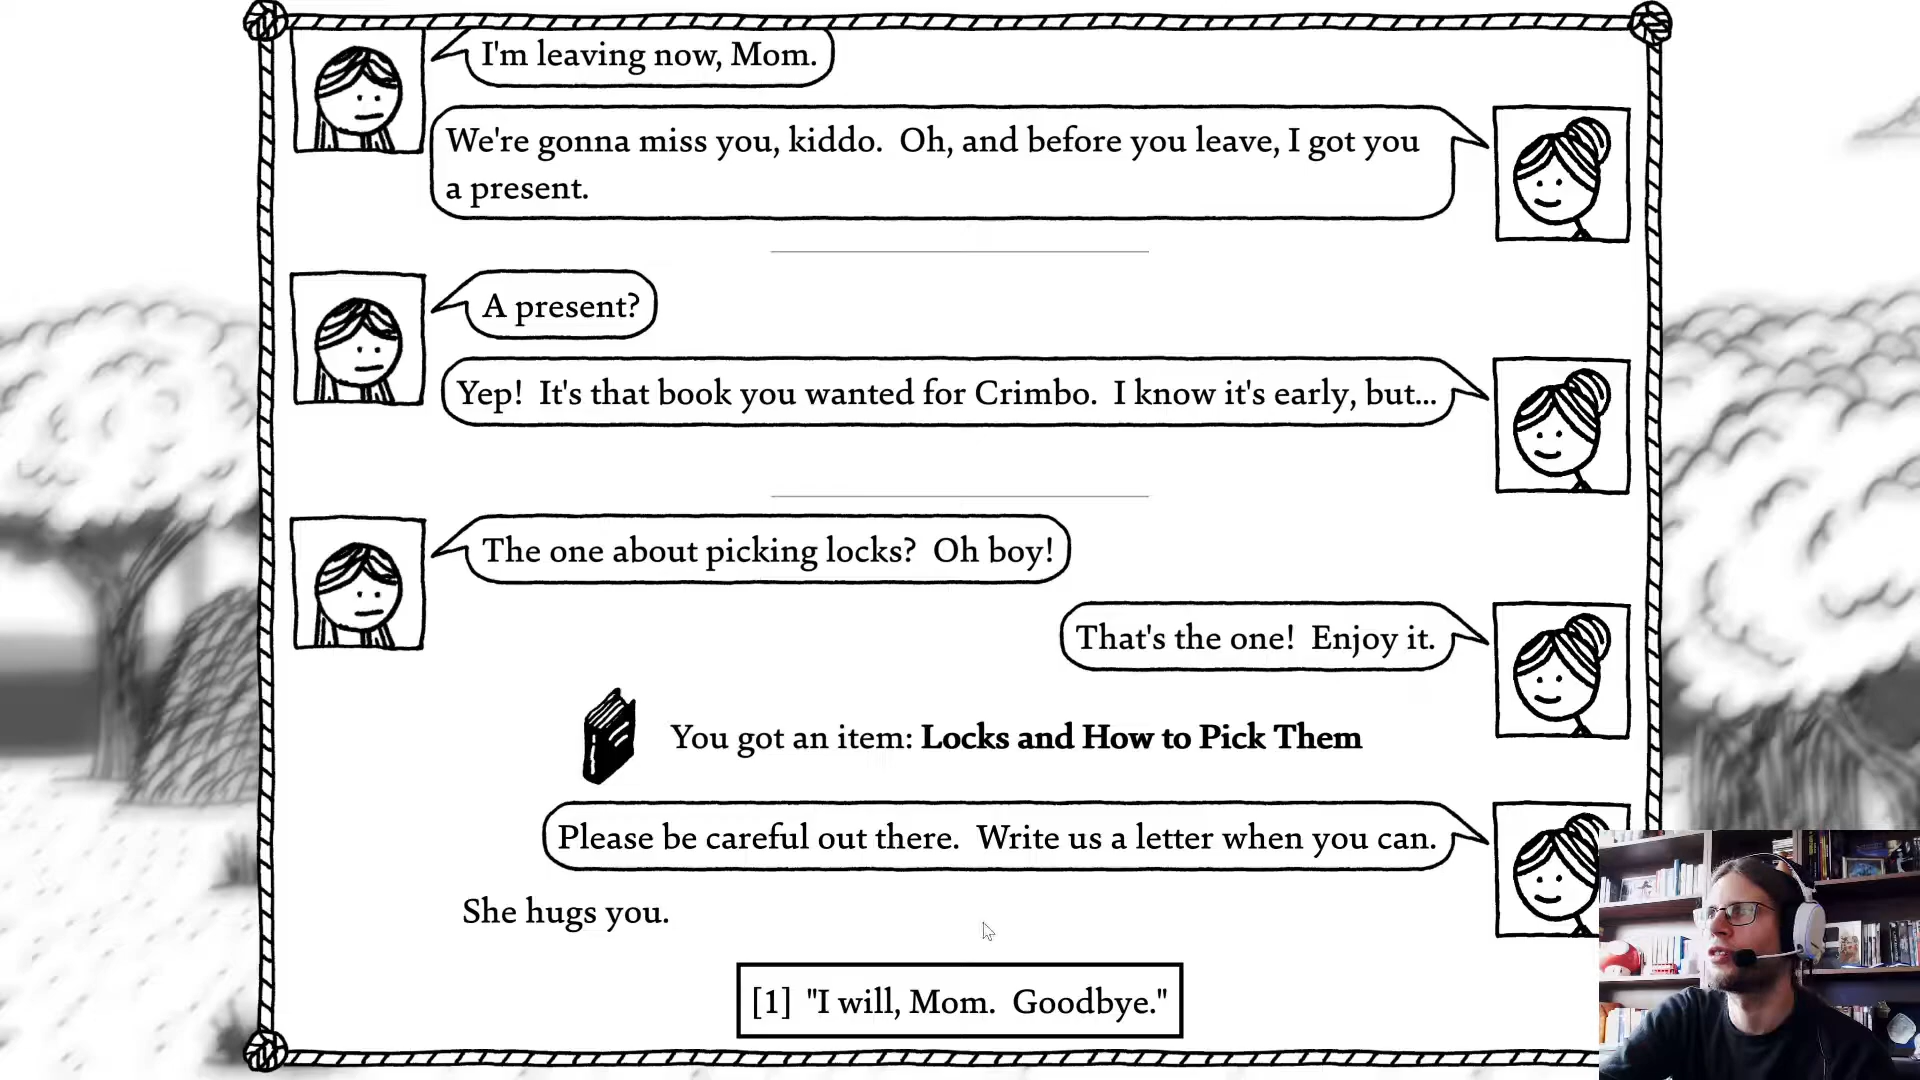 I'm leaving now, Mom.
We're gonna miss you, kiddo.  Oh, and before you leave, I got you
a present.
A present?
Yep!  It's that book you wanted for Crimbo.  I know it's early, but...
The one about picking locks?  Oh boy!
That's the one!  Enjoy it.
You got an item: Locks and How to Pick Them
Please be careful out there.  Write us a letter when you can.
She hugs you.
[1]  "I will, Mom.  Goodbye."